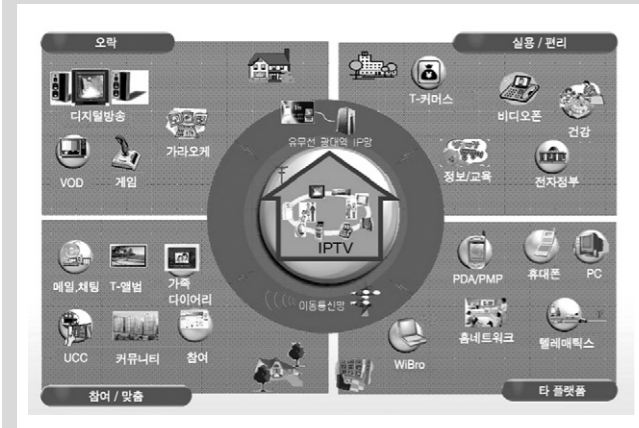 오락
디지털방송
가라오케
VOD
게임
실용 / 편리
T-커머스
비디오폰
건강
정보/교육
전자정부
유무선 광대역 IP망
IPTV
이동통신망
메일,채팅
T-앨범
가족
다이어리
UCC
커뮤니티
참여
참여 / 맞춤
PDA/PMP
휴대폰
PC
홈네트워크
텔레매틱스
WiBro
타 플랫폼